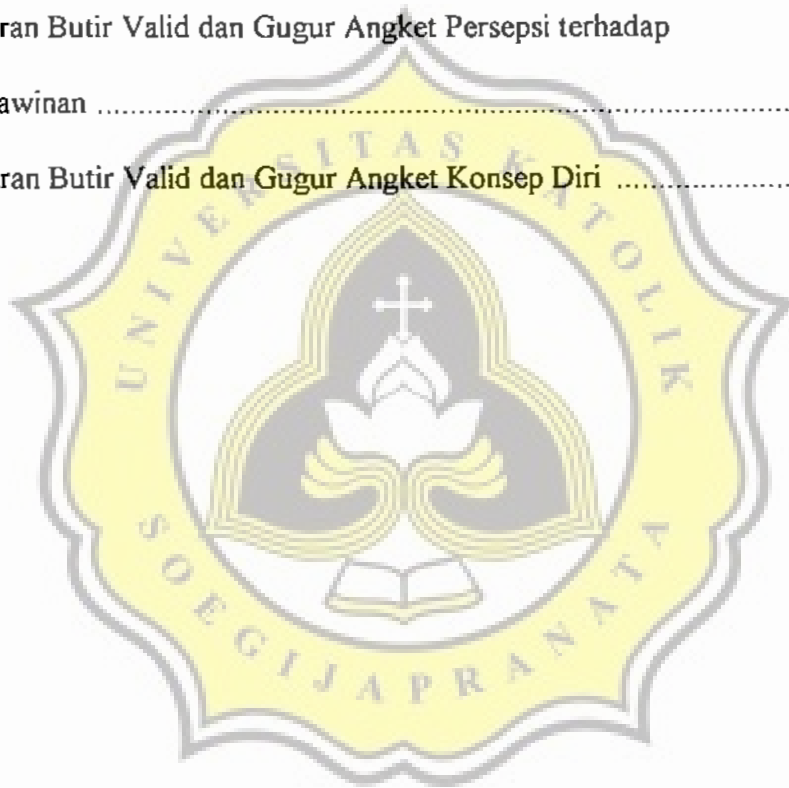 ran Butir Valid dan Gugur Angket Persepsi terhadap
awinan ........................................................................................
ran Butir Valid dan Gugur Angket Konsep Diri ......................
UNIVERSITAS KATOLIK
SOEGIJAPRANATA